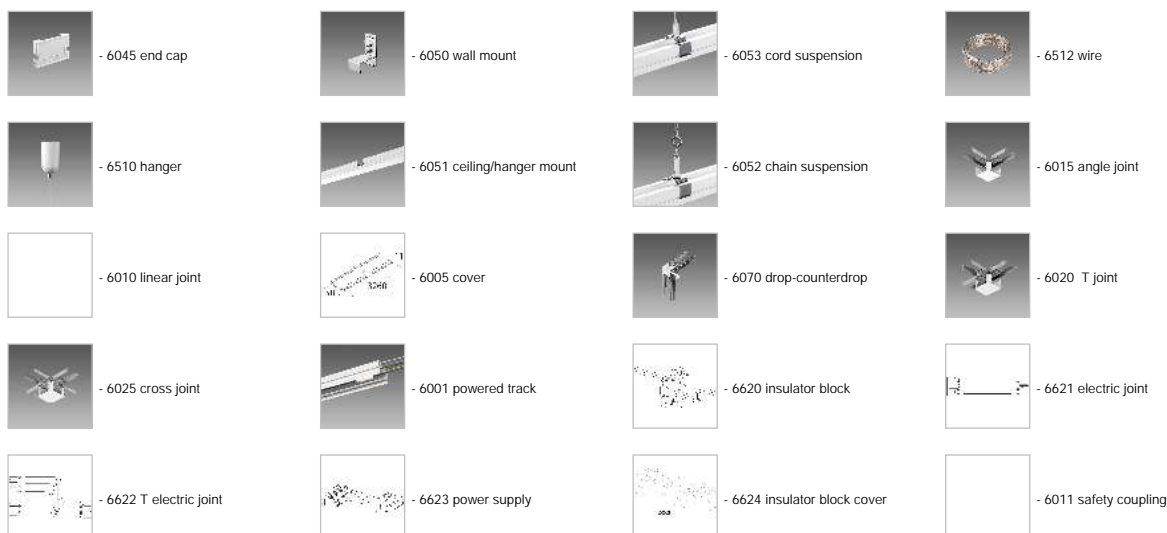 - 6045 end cap
- 6050 wall mount
- 6053 cord suspension
- 6512 wire
- 6510 hanger
- 6051 ceiling/hanger mount
- 6052 chain suspension
- 6015 angle joint
- 6010 linear joint
- 6005 cover
- 6070 drop-counterdrop
- 6020 T joint
- 6025 cross joint
- 6001 powered track
- 6620 insulator block
- 6621 electric joint
- 6622 T electric joint
- 6623 power supply
- 6624 insulator block cover
- 6011 safety coupling